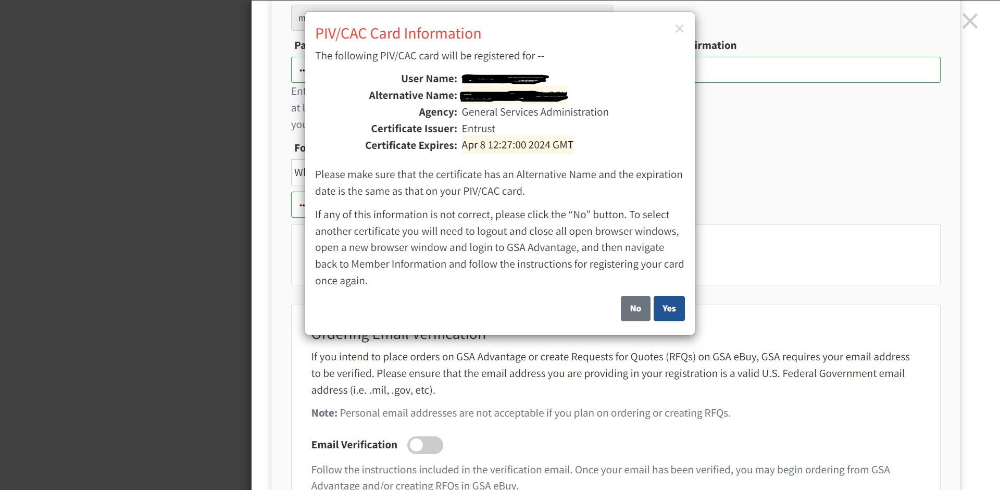 PIV/CAC Card Information
The following PIV/CAC card will be registered for --
User Name:
Alternative Name:
Agency: General Services Administration
Certificate Issuer: Entrust
Certificate Expires: Apr 8 12:27:00 2024 GMT
Please make sure that the certificate has an Alternative Name and the expiration
date is the same as that on your PIV/CAC card.
If any of this information is not correct, please click the “No” button. To select
another certificate you will need to logout and close all open browser windows,
open a new browser window and login to GSA Advantage, and then navigate
back to Member Information and follow the instructions for registering your card
once again.
No Yes
Ordering Email Verification
If you intend to place orders on GSA Advantage or create Requests for Quotes (RFQs) on GSA eBuy, GSA requires your email address
to be verified. Please ensure that the email address you are providing in your registration is a valid U.S. Federal Government email
address (i.e. .mil, .gov, etc).
Note: Personal email addresses are not acceptable if you plan on ordering or creating RFQs.
Email Verification
Follow the instructions included in the verification email. Once your email has been verified, you may begin ordering from GSA
Advantage and/or creating RFQs in GSA eBuy.